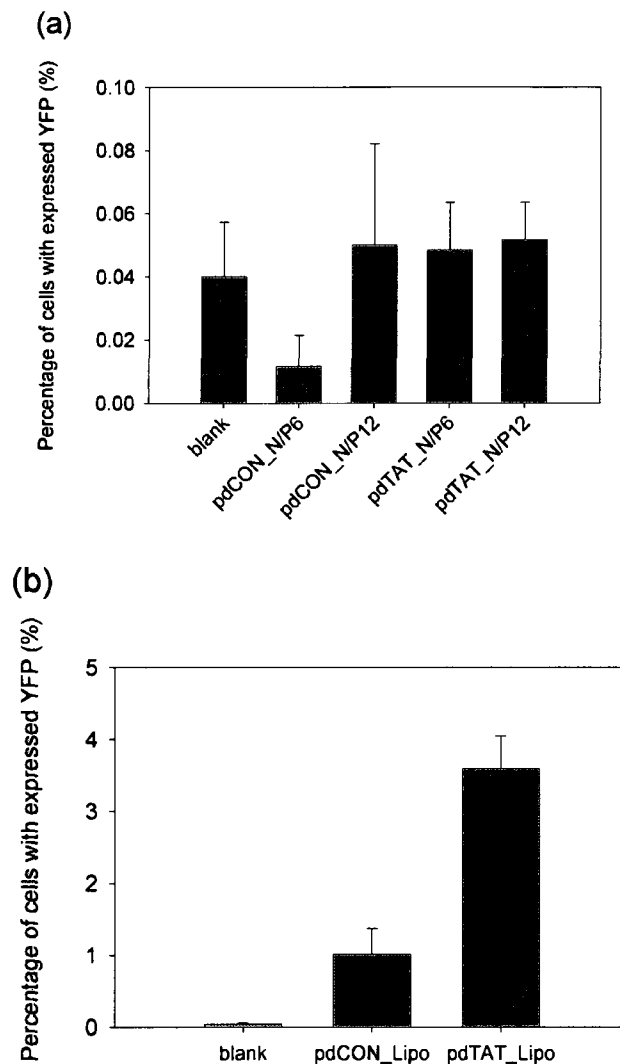 (a)
Percentage of cells with expressed YFP (%)
0.10
0.08
0.06
0.04
0.02
0.00
blank
pdCON_N/P6
pdCON_N/P12
pdTAT_N/P6
pdTAT_N/P12
(b)
Percentage of cells with expressed YFP (%)
5
4
3
2
1
0
blank pdCON_Lipo pdTAT_Lipo